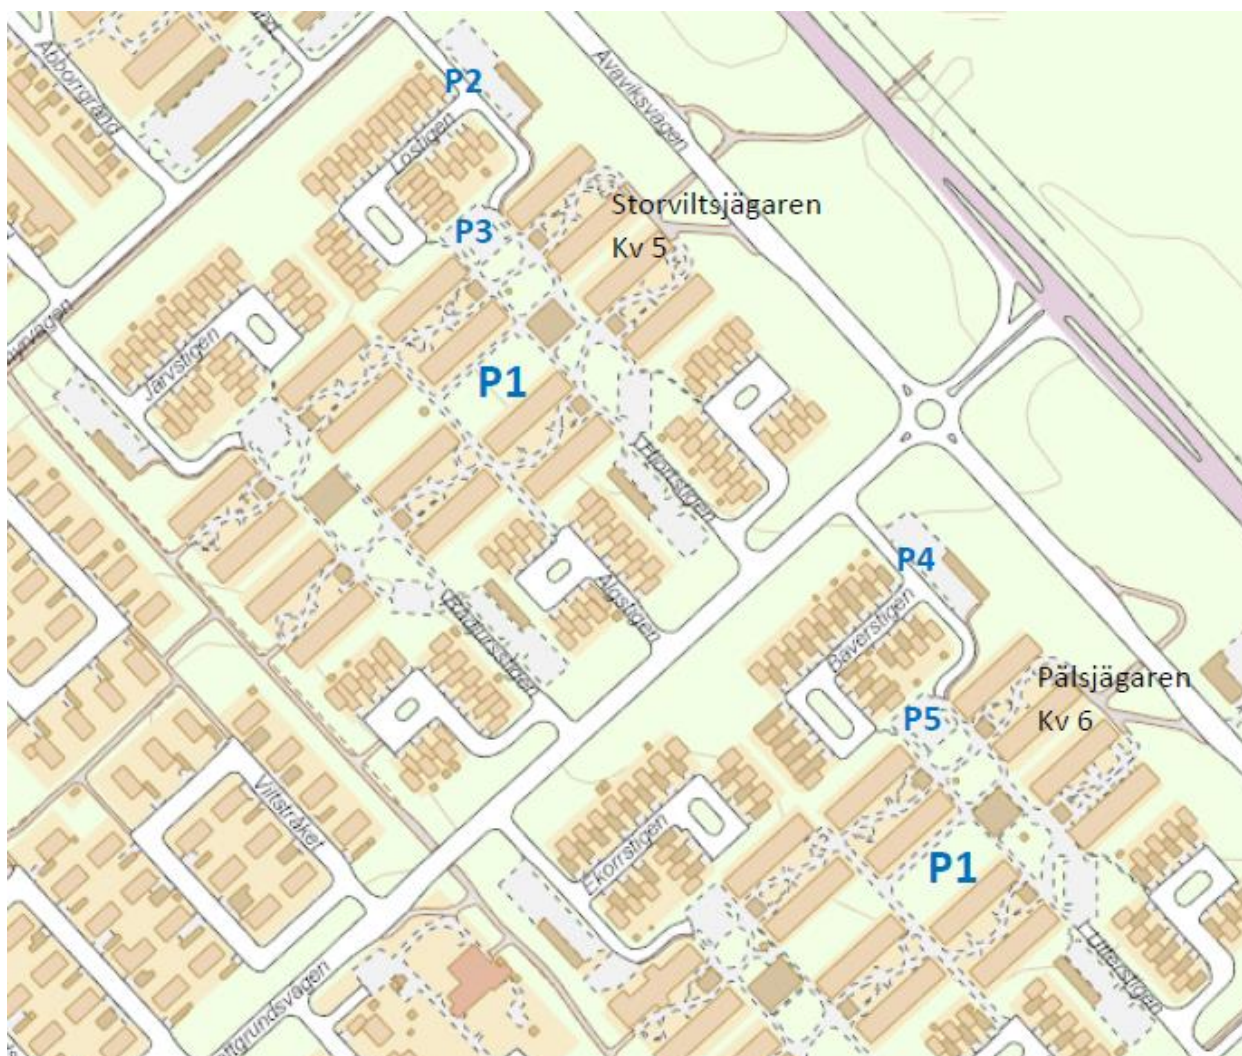 Abborrgränd
P2
Avaviksvägen
Lostigen
Storviltsjägaren
Kv 5
P3
Järvstigen
P1
Hjortstigen
P4
Bäverstigen
Älgstigen
Pälsjägaren
Kv 6
P5
Viltstråket
Ekorrstigen
P1
Utterstigen